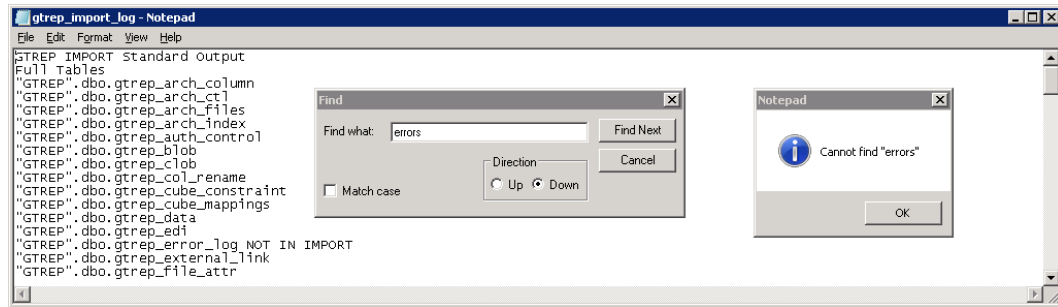 gtrep_import_log - Notepad
File Edit Format View Help
GTREP IMPORT Standard Output
Full Tables
"GTREP".dbo.gtrep_arch_column
"GTREP".dbo.gtrep_arch_ctl
"GTREP".dbo.gtrep_arch_files
"GTREP".dbo.gtrep_arch_index
"GTREP".dbo.gtrep_auth_control
"GTREP".dbo.gtrep_blob
"GTREP".dbo.gtrep_clob
"GTREP".dbo.gtrep_col_rename
"GTREP".dbo.gtrep_cube_constraint
"GTREP".dbo.gtrep_cube_mappings
"GTREP".dbo.gtrep_data
"GTREP".dbo.gtrep_edi
"GTREP".dbo.gtrep_error_log NOT IN IMPORT
"GTREP".dbo.gtrep_external_link
"GTREP".dbo.gtrep_file_attr
Find
Find what: errors
Find Next
Cancel
Direction
Up Down
Match case
Notepad
Cannot find "errors"
OK